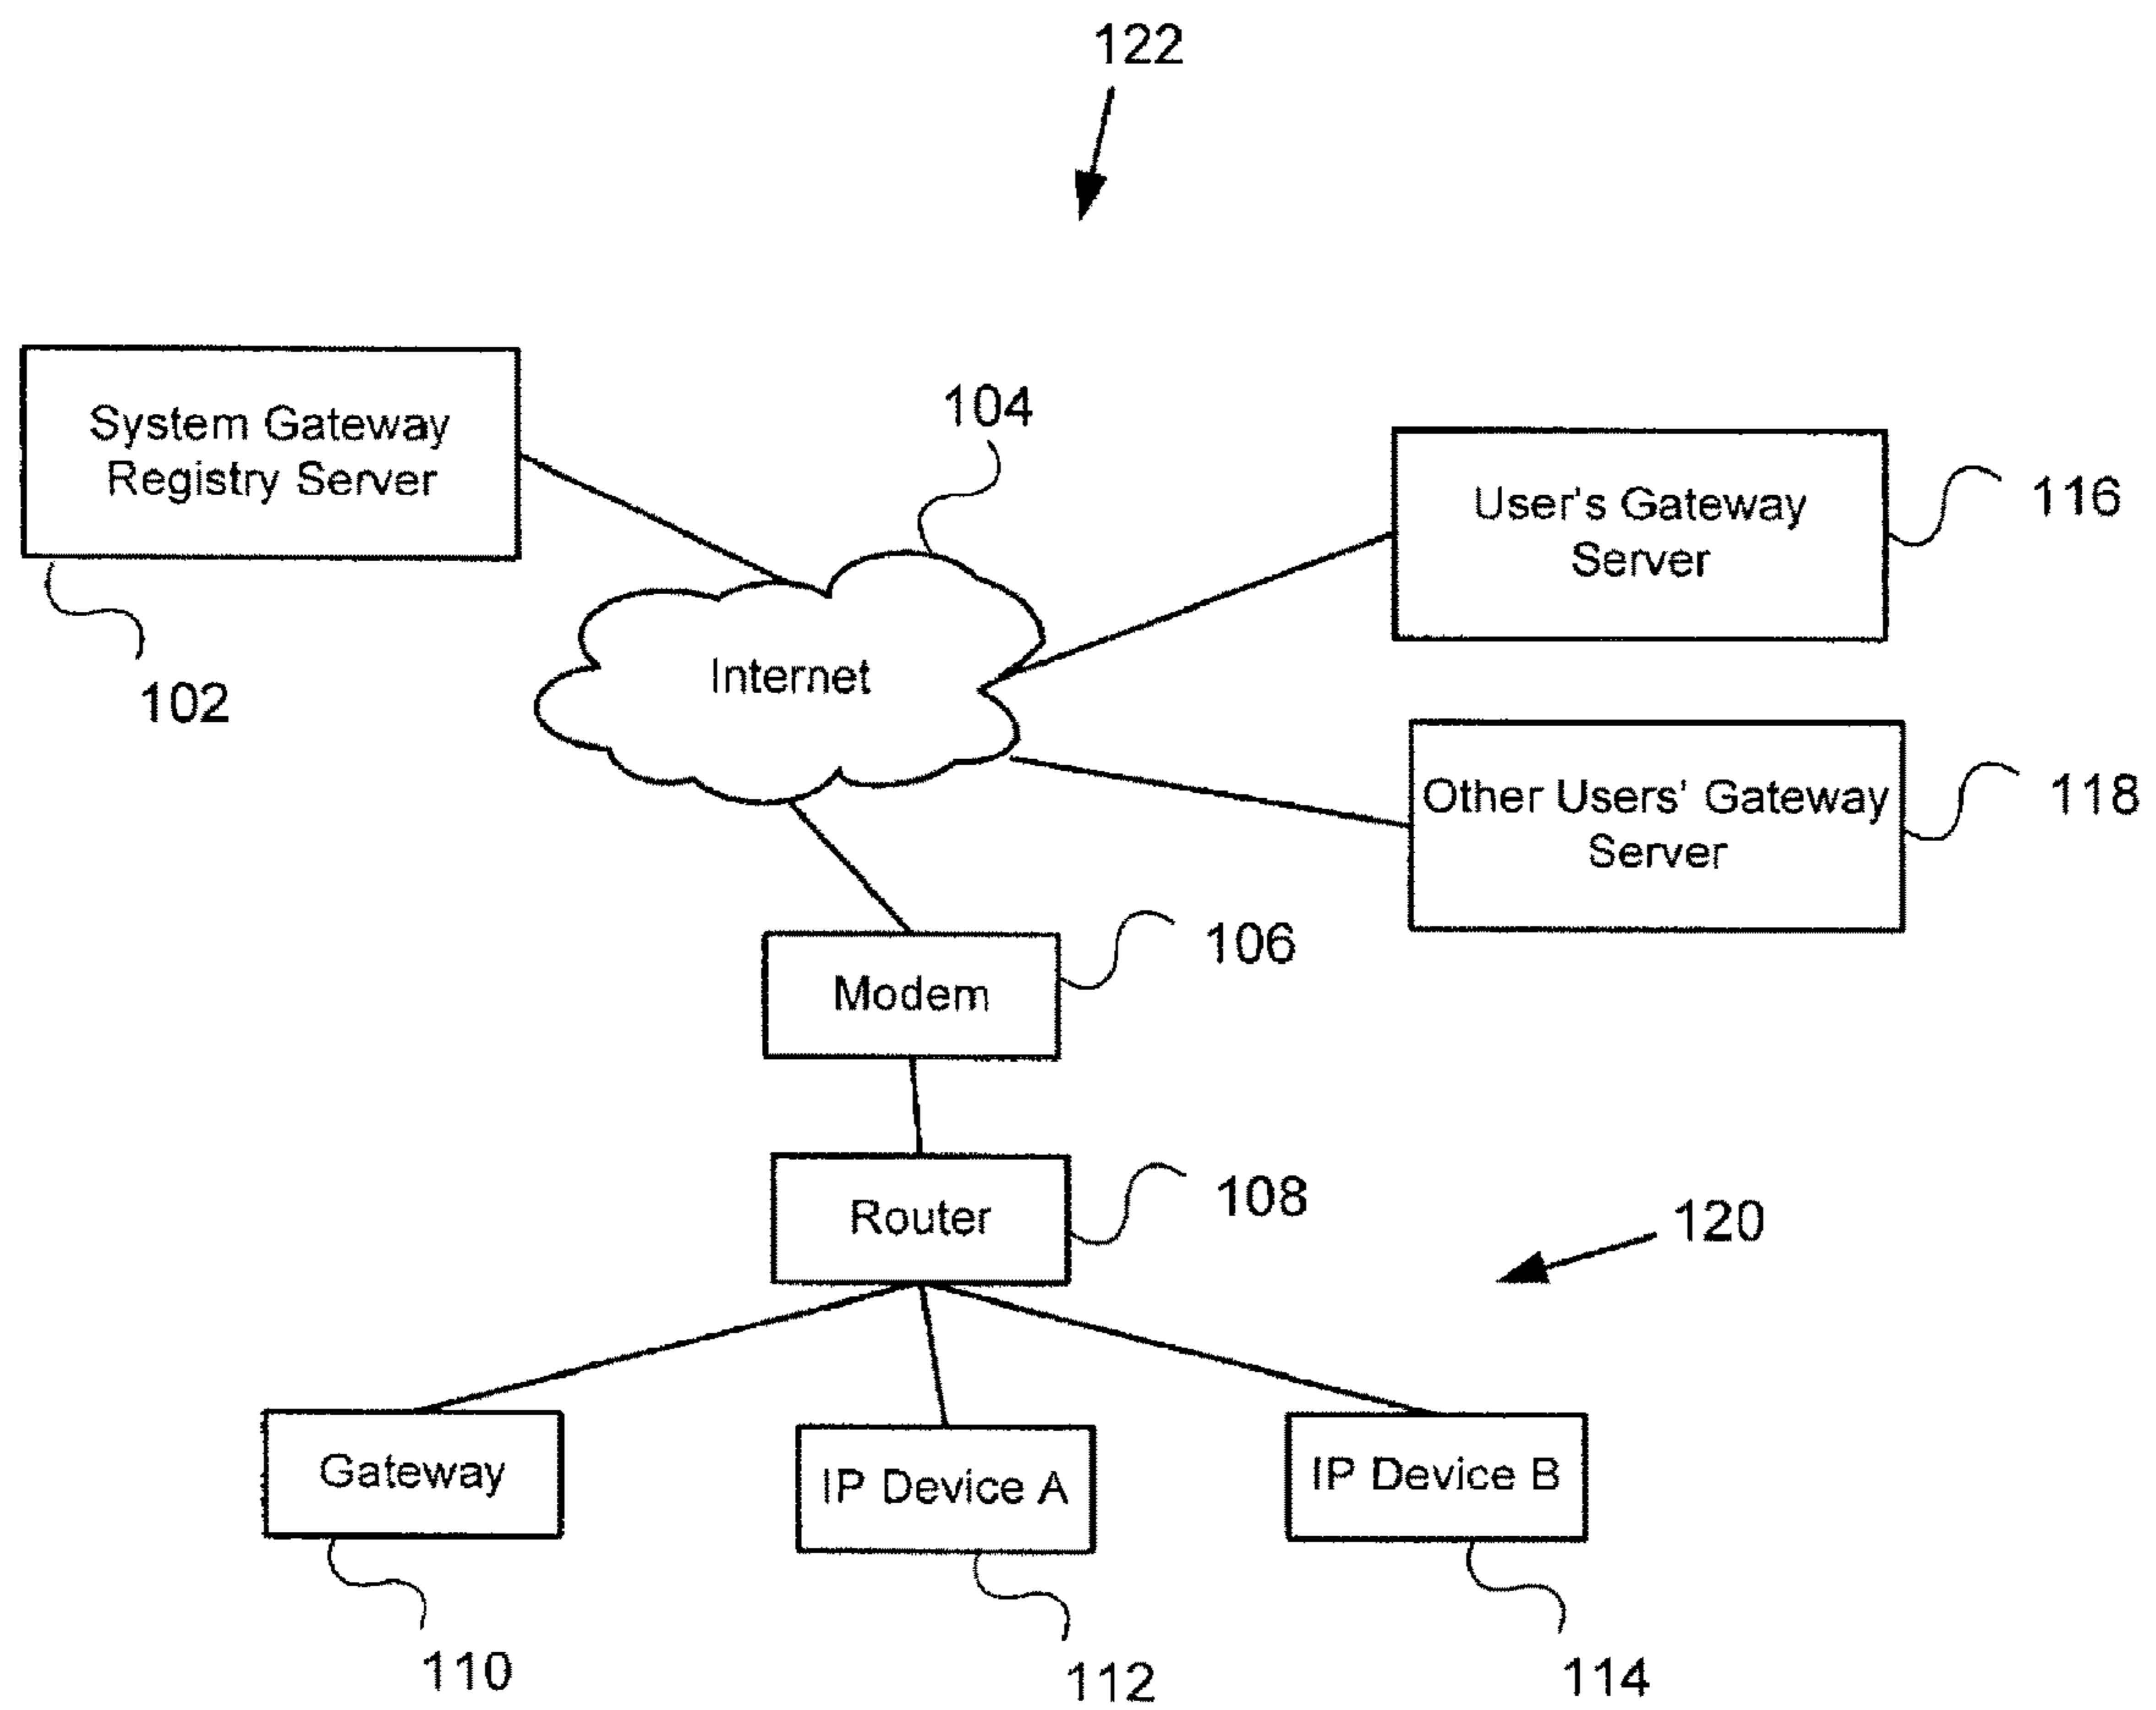 122
System Gateway
Registry Server
102
104
Internet
User's Gateway
Server
116
Other Users' Gateway
Server
118
Modem
106
Router
108
120
Gateway
110
IP Device A
112
IP Device B
114